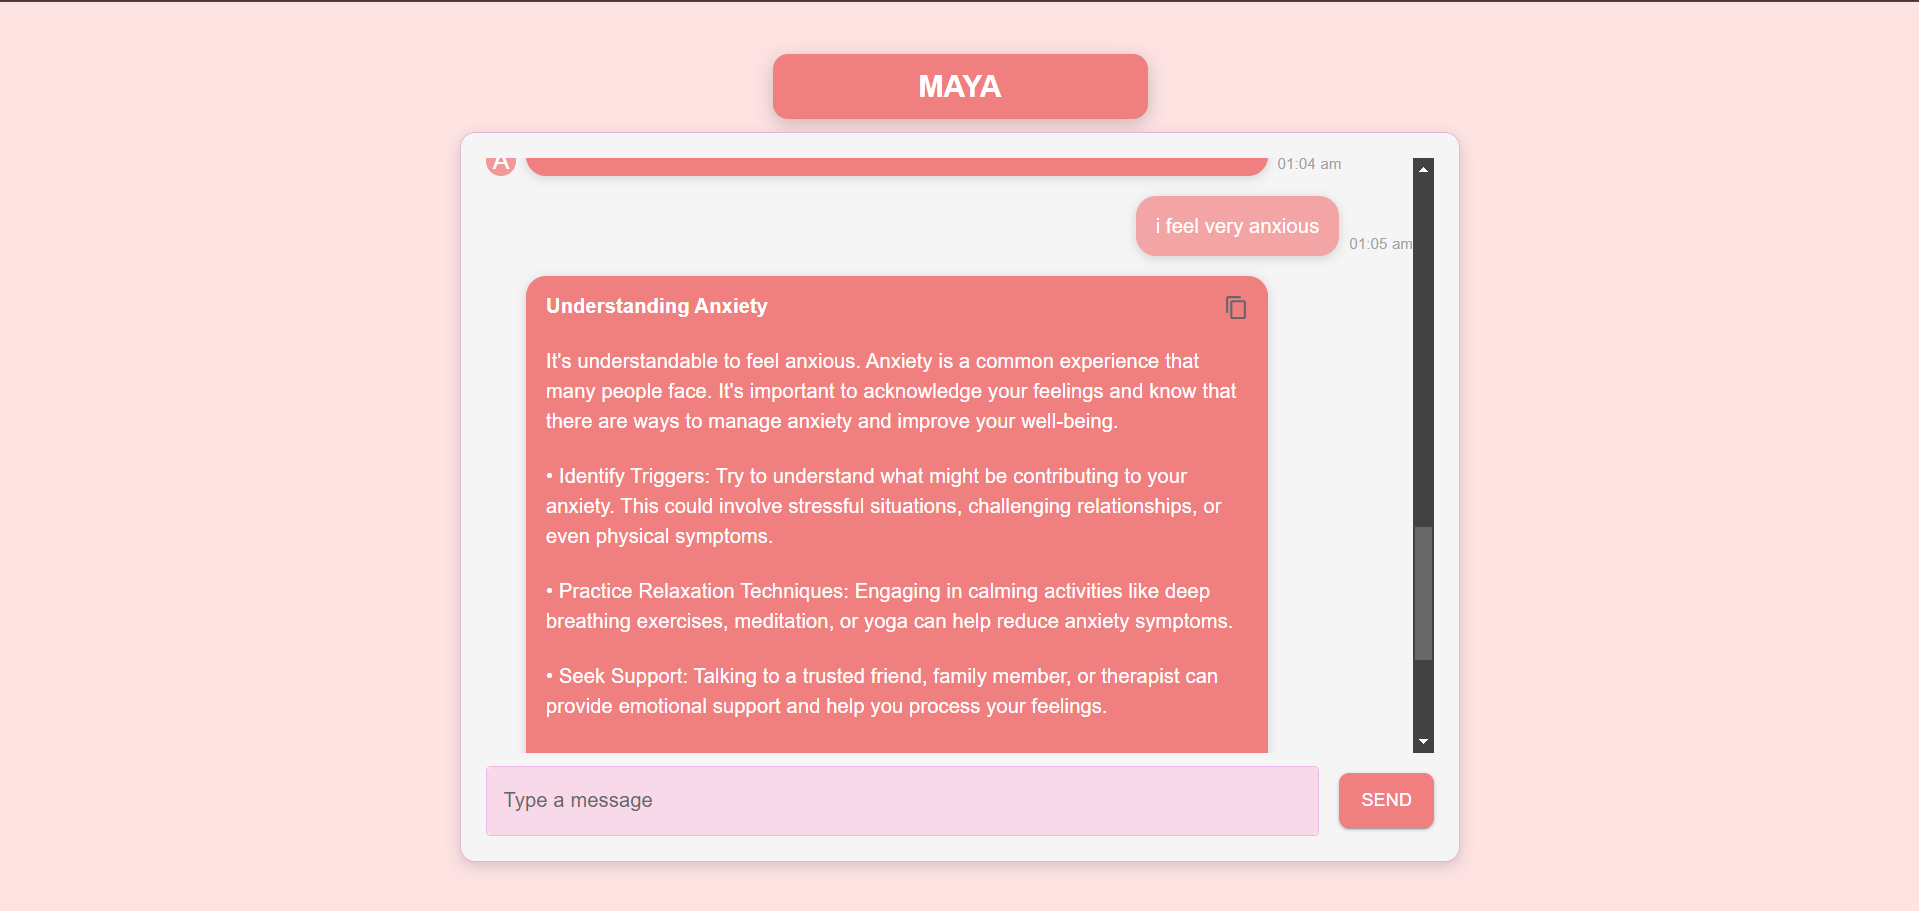 MAYA
A
01:04 am
i feel very anxious
01:05 am
Understanding Anxiety
It's understandable to feel anxious. Anxiety is a common experience that
many people face. It's important to acknowledge your feelings and know that
there are ways to manage anxiety and improve your well-being.
• Identify Triggers: Try to understand what might be contributing to your
anxiety. This could involve stressful situations, challenging relationships, or
even physical symptoms.
• Practice Relaxation Techniques: Engaging in calming activities like deep
breathing exercises, meditation, or yoga can help reduce anxiety symptoms.
• Seek Support: Talking to a trusted friend, family member, or therapist can
provide emotional support and help you process your feelings.
Type a message
SEND